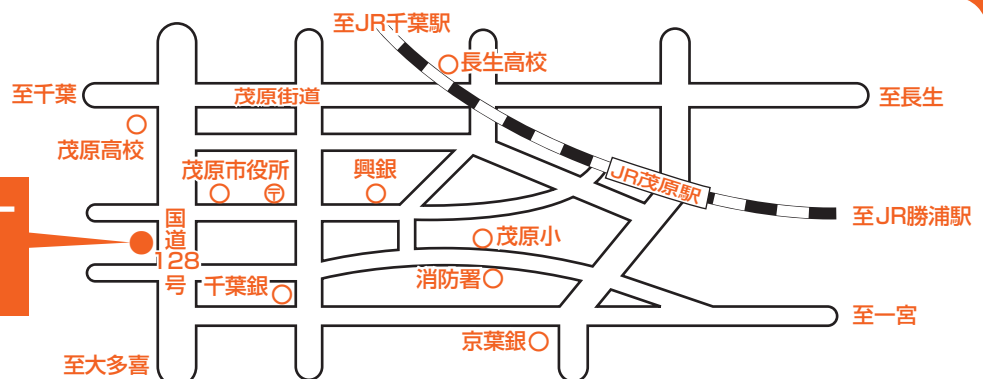 至JR千葉駅
長生高校
至千葉
茂原街道
至長生
茂原高校
茂原市役所
〒
興銀
JR茂原駅
至JR勝浦駅
国道128号
茂原小
千葉銀
消防署
至一宮
京葉銀
至大多喜